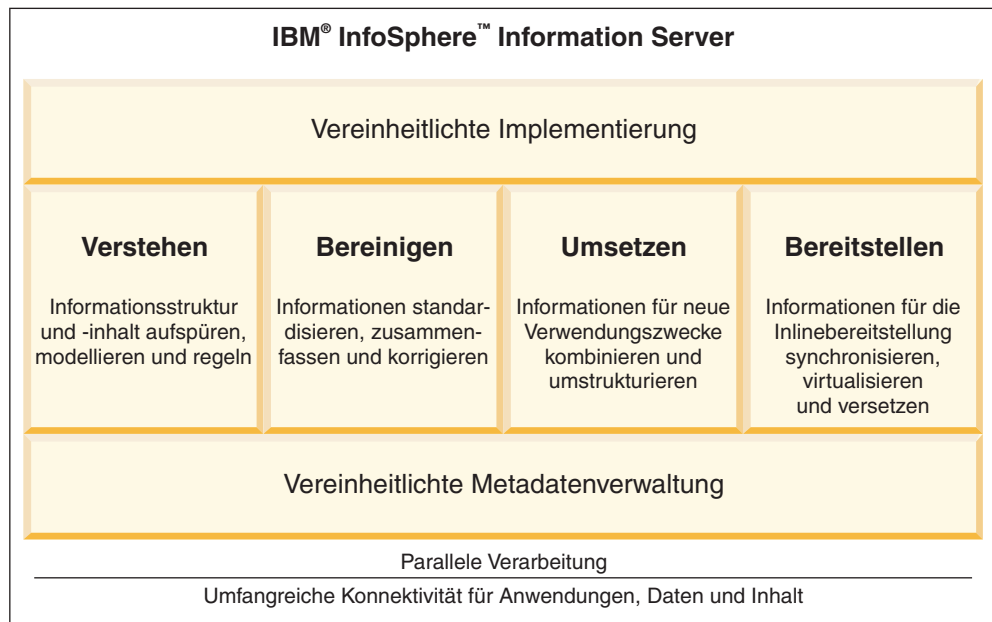 IBM® InfoSphere™ Information Server
Vereinheitlichte Implementierung
Verstehen
Informationsstruktur
und -inhalt aufspüren,
modellieren und regeln
Bereinigen
Informationen standar-
disieren, zusammen-
fassen und korrigieren
Umsetzen
Informationen für neue
Verwendungszwecke
kombinieren und
umstrukturieren
Bereitstellen
Informationen für die
Inlinebereitstellung
synchronisieren,
virtualisieren
und versetzen
Vereinheitlichte Metadatenverwaltung
Parallele Verarbeitung
Umfangreiche Konnektivität für Anwendungen, Daten und Inhalt